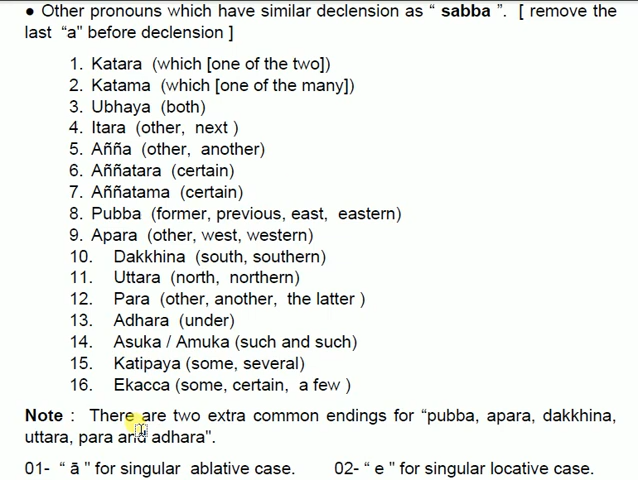 ● Other pronouns which have similar declension as “ sabba ”. [ remove the
last “a" before declension ]
1. Katara (which [one of the two])
2. Katama (which [one of the many])
3. Ubhaya (both)
4. Itara (other, next )
5. Añña (other, another)
6. Aññatara (certain)
7. Aññatama (certain)
8. Pubba (former, previous, east, eastern)
9. Apara (other, west, western)
10. Dakkhina (south, southern)
11. Uttara (north, northern)
12. Para (other, another, the latter )
13. Adhara (under)
14. Asuka / Amuka (such and such)
15. Katipaya (some, several)
16. Ekacca (some, certain, a few )
Note : There are two extra common endings for “pubba, apara, dakkhina,
uttara, para and adhara”.
01- “ ā ” for singular ablative case. 02- “ e ” for singular locative case.